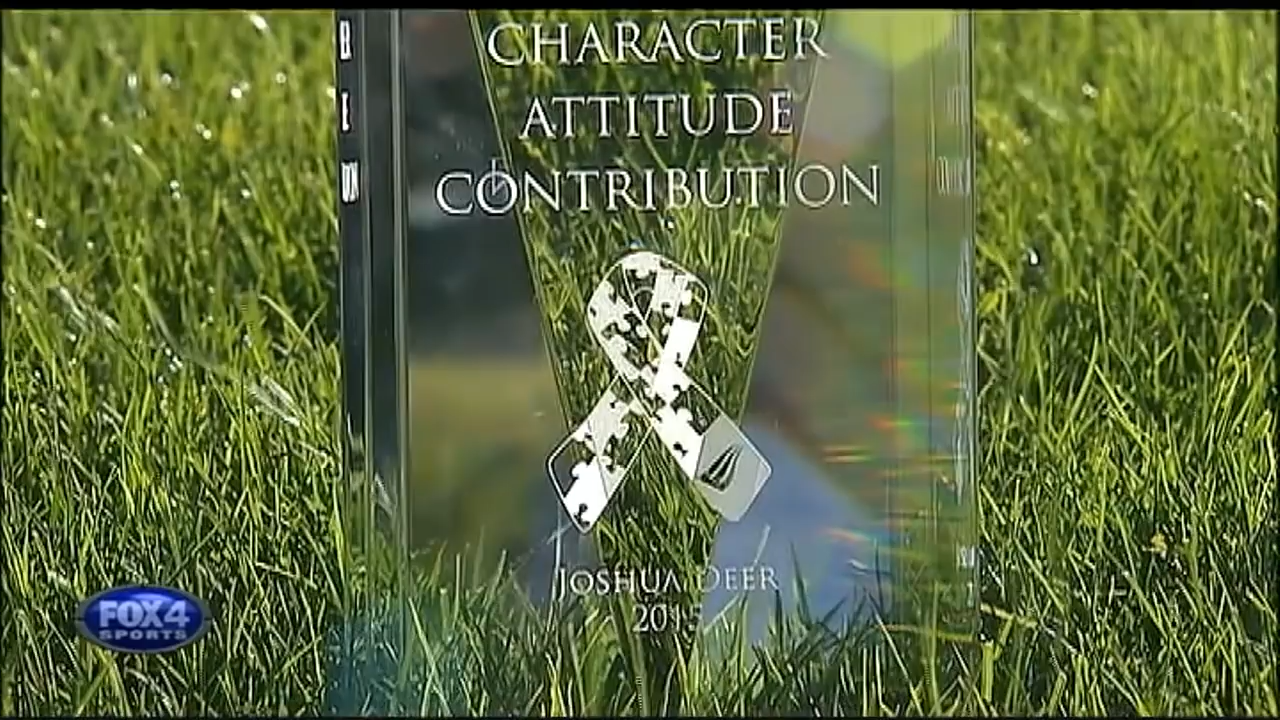 CHARACTER
ATTITUDE
CONTRIBUTION
JOSHUA DEER
2015
FOX4
SPORTS